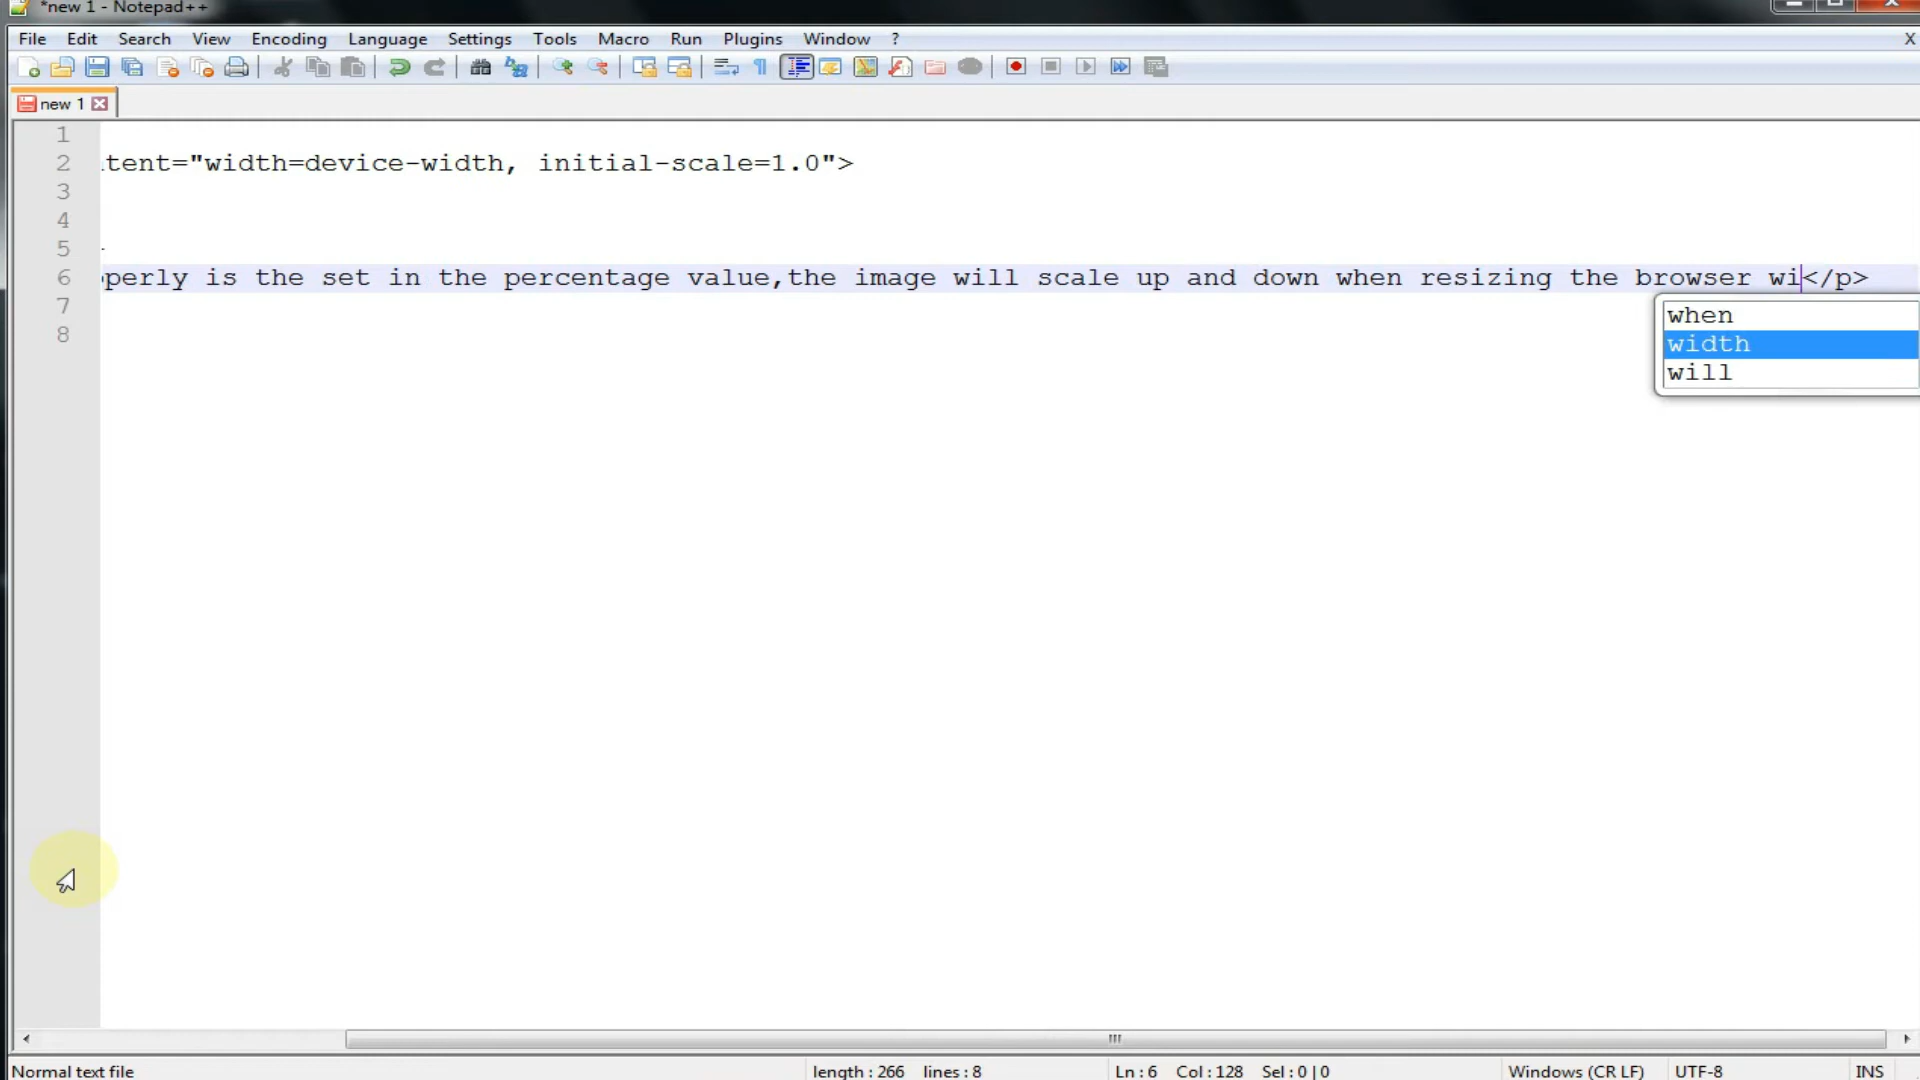 *new 1 - Notepad++
File Edit Search View Encoding Language Settings Tools Macro Run Plugins Window ? X
new 1
1
2 tent="width=device-width, initial-scale=1.0">
3
4
5
6 perly is the set in the percentage value,the image will scale up and down when resizing the browser wi</p>
7
8
when
width
will
Normal text file length : 266 lines : 8 Ln : 6 Col : 128 Sel : 0 | 0 Windows (CR LF) UTF-8 INS